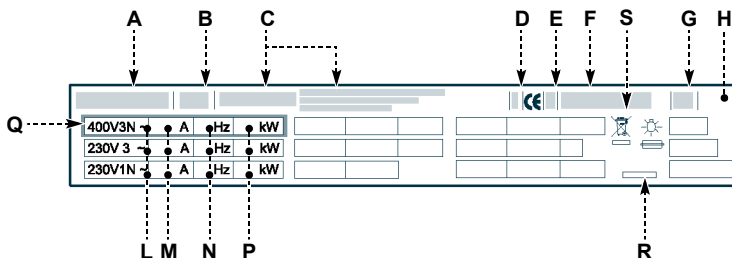 A B C D E F S G H
CE
Q
400V3N ~ A Hz kW
230V 3 ~ A Hz kW
230V1N ~ A Hz kW
L M N P R